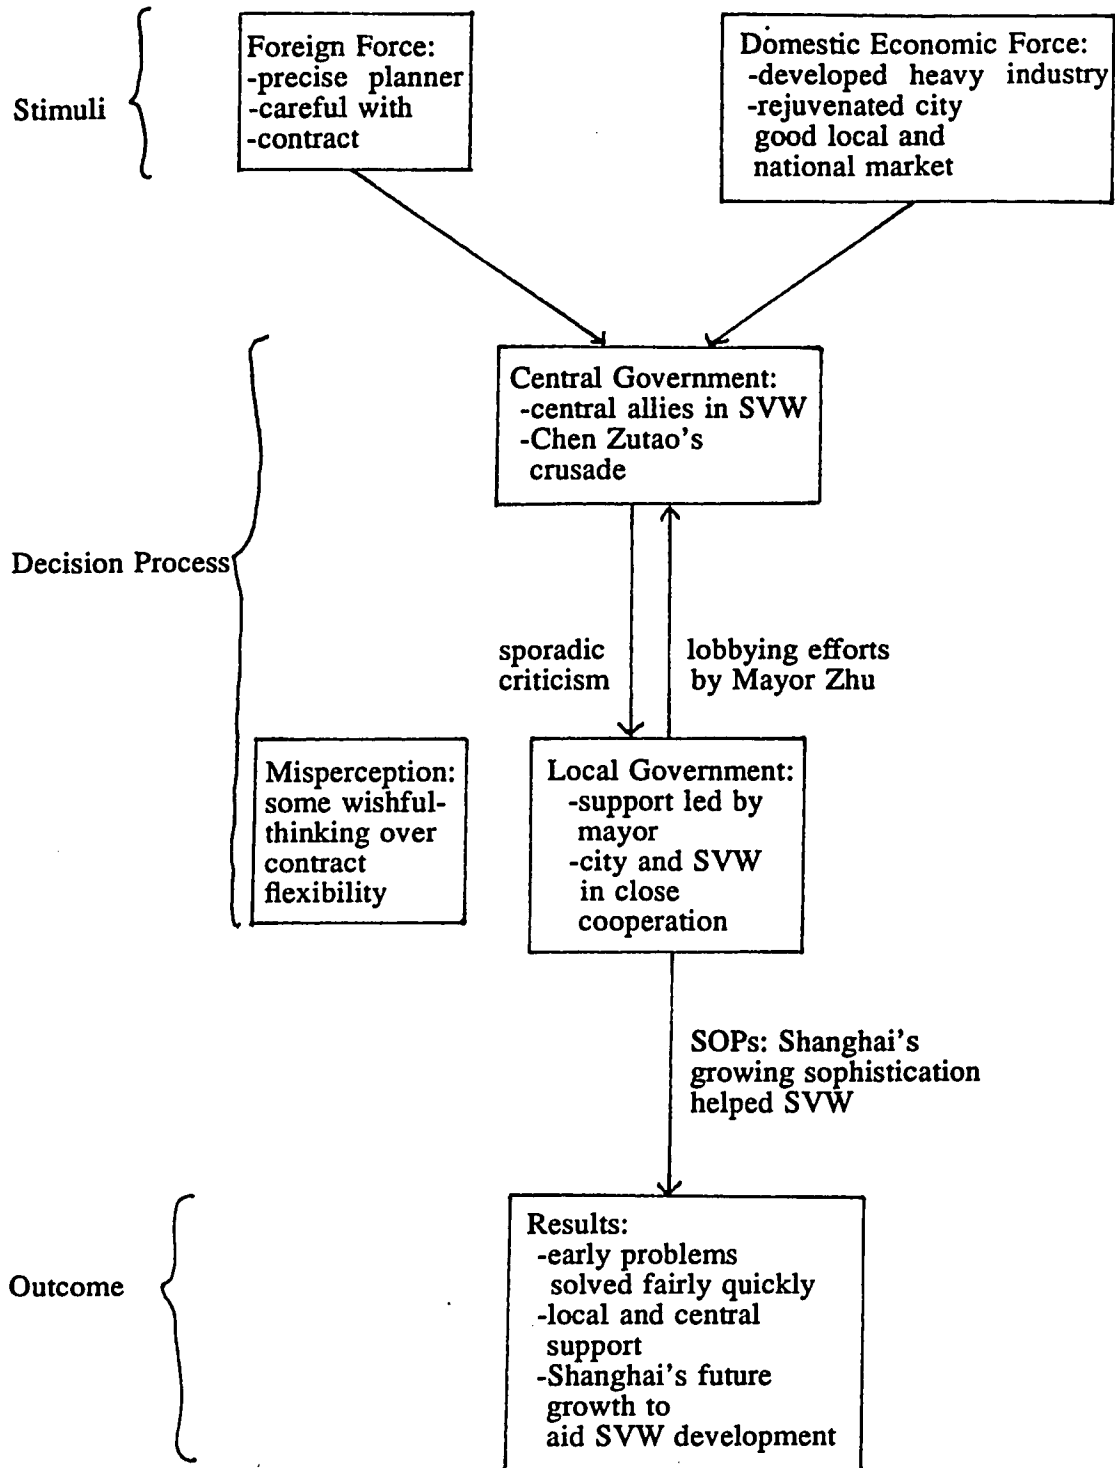 Stimuli
Foreign Force:
-precise planner
-careful with
-contract
Domestic Economic Force:
-developed heavy industry
-rejuvenated city
good local and
national market
Decision Process
Central Government:
-central allies in SVW
-Chen Zutao's
crusade
sporadic
criticism
lobbying efforts
by Mayor Zhu
Misperception:
some wishful-
thinking over
contract
flexibility
Local Government:
-support led by
mayor
-city and SVW
in close
cooperation
SOPs: Shanghai's
growing sophistication
helped SVW
Outcome
Results:
-early problems
solved fairly quickly
-local and central
support
-Shanghai's future
growth to
aid SVW development